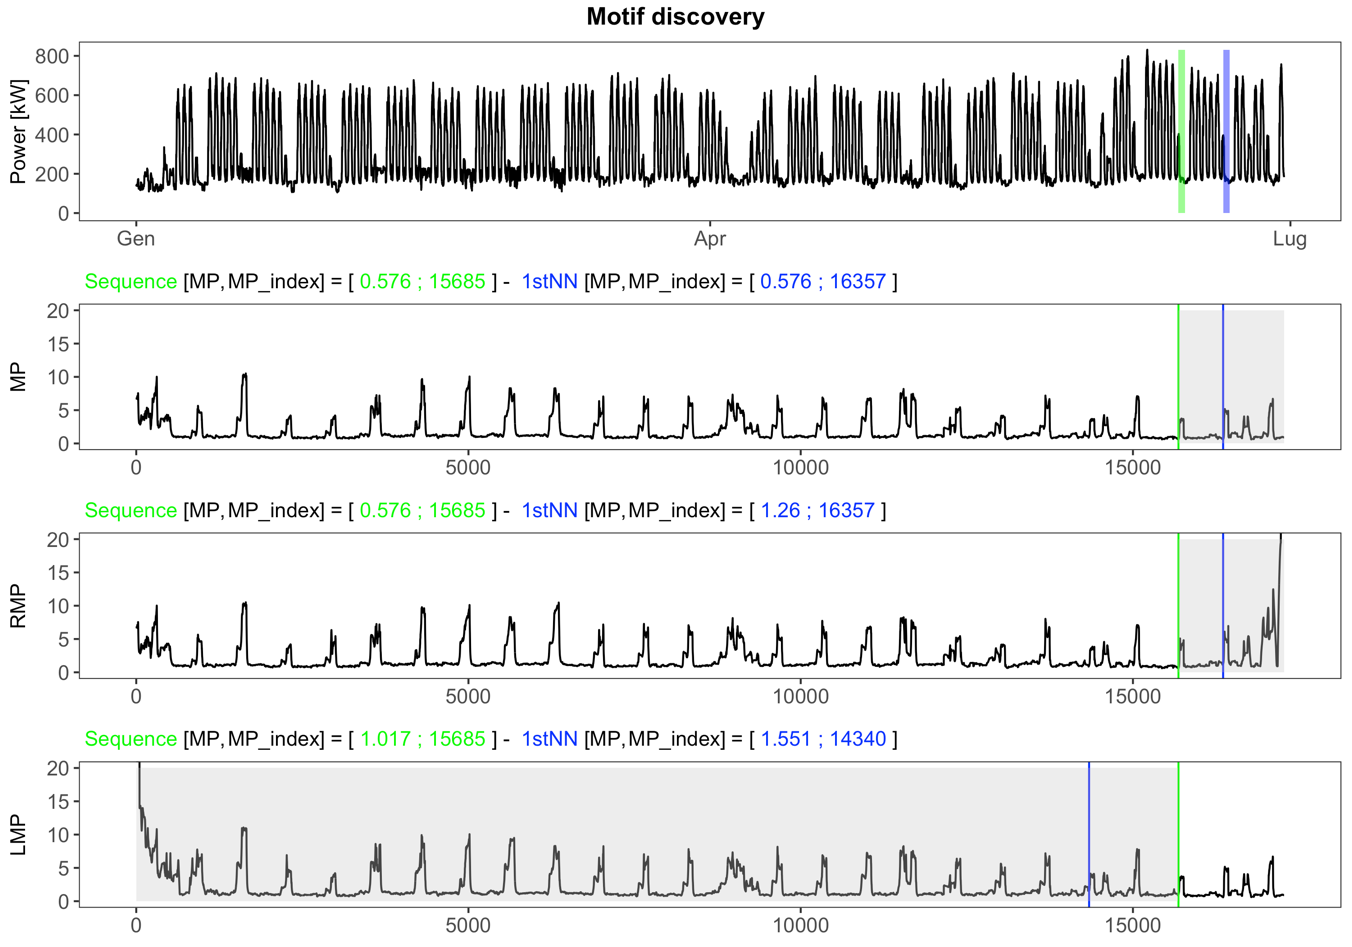 Motif discovery
Power [kW]
800
600
400
200
0
Gen Apr Lug
Sequence [MP, MP_index] = [ 0.576 ; 15685 ] - 1stNN [MP, MP_index] = [ 0.576 ; 16357 ]
MP
20
15
10
5
0
0 5000 10000 15000
Sequence [MP, MP_index] = [ 0.576 ; 15685 ] - 1stNN [MP, MP_index] = [ 1.26 ; 16357 ]
RMP
20
15
10
5
0
0 5000 10000 15000
Sequence [MP, MP_index] = [ 1.017 ; 15685 ] - 1stNN [MP, MP_index] = [ 1.551 ; 14340 ]
LMP
20
15
10
5
0
0 5000 10000 15000